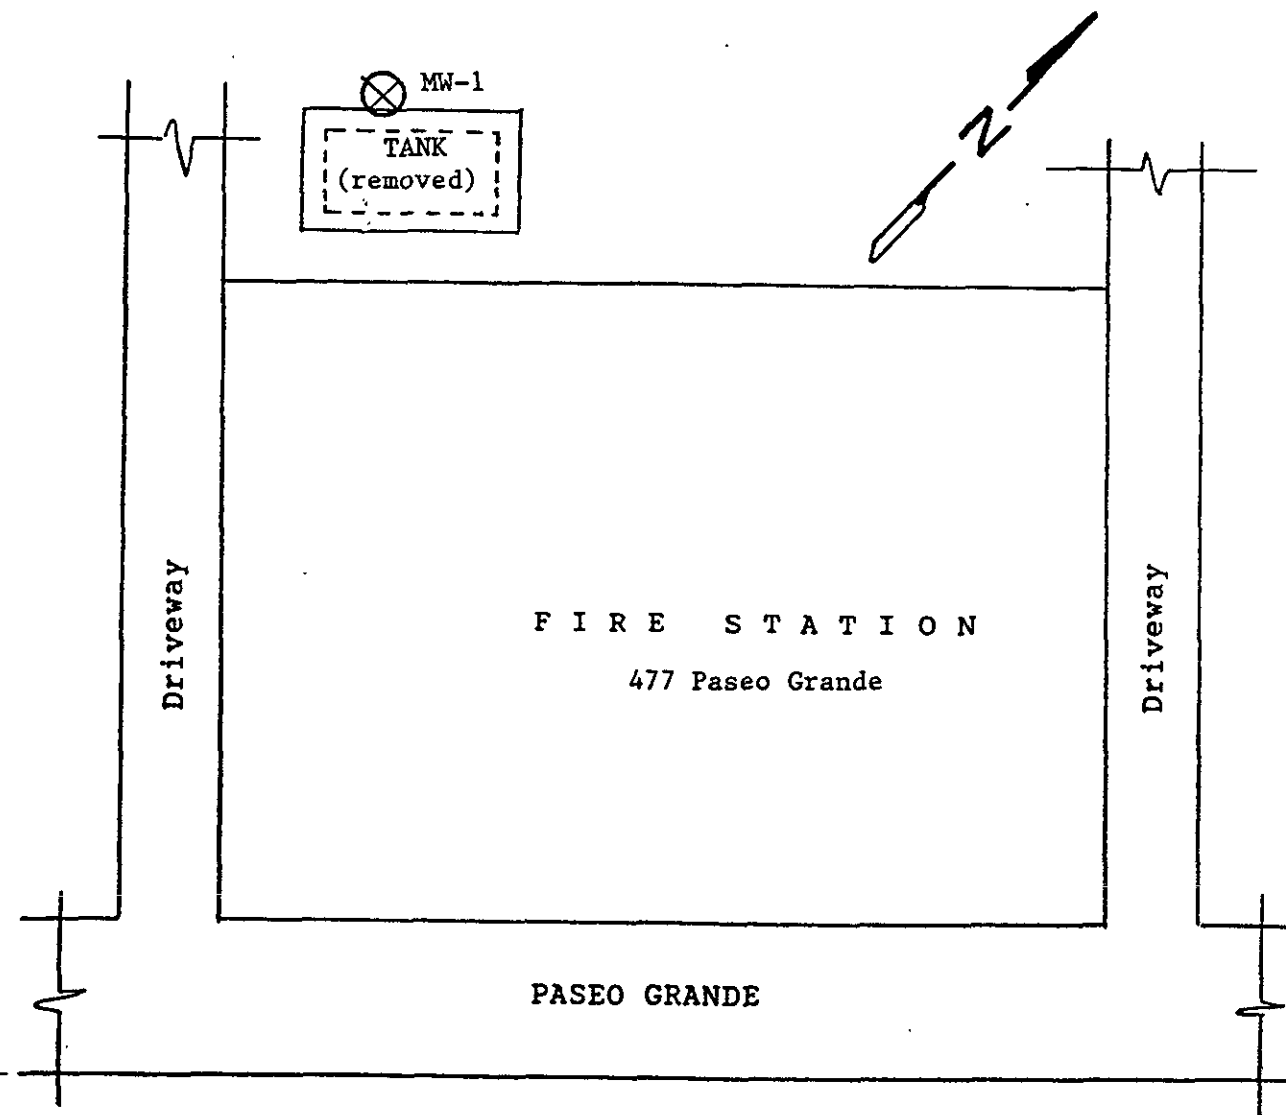 MW-1
N
TANK
(removed)
Driveway
Driveway
FIRE STATION
477 Paseo Grande
PASEO GRANDE